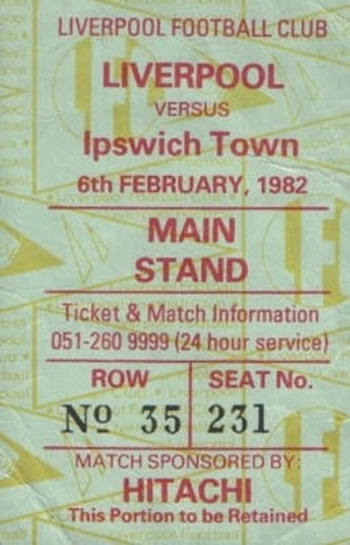 LIVERPOOL FOOTBALL CLUB
LIVERPOOL
VERSUS
Ipswich Town
6th FEBRUARY, 1982
MAIN
STAND
Ticket & Match Information
051-260 9999 (24 hour service)
ROW SEAT No.
Nº 35 231
MATCH SPONSORED BY:
HITACHI
This Portion to be Retained